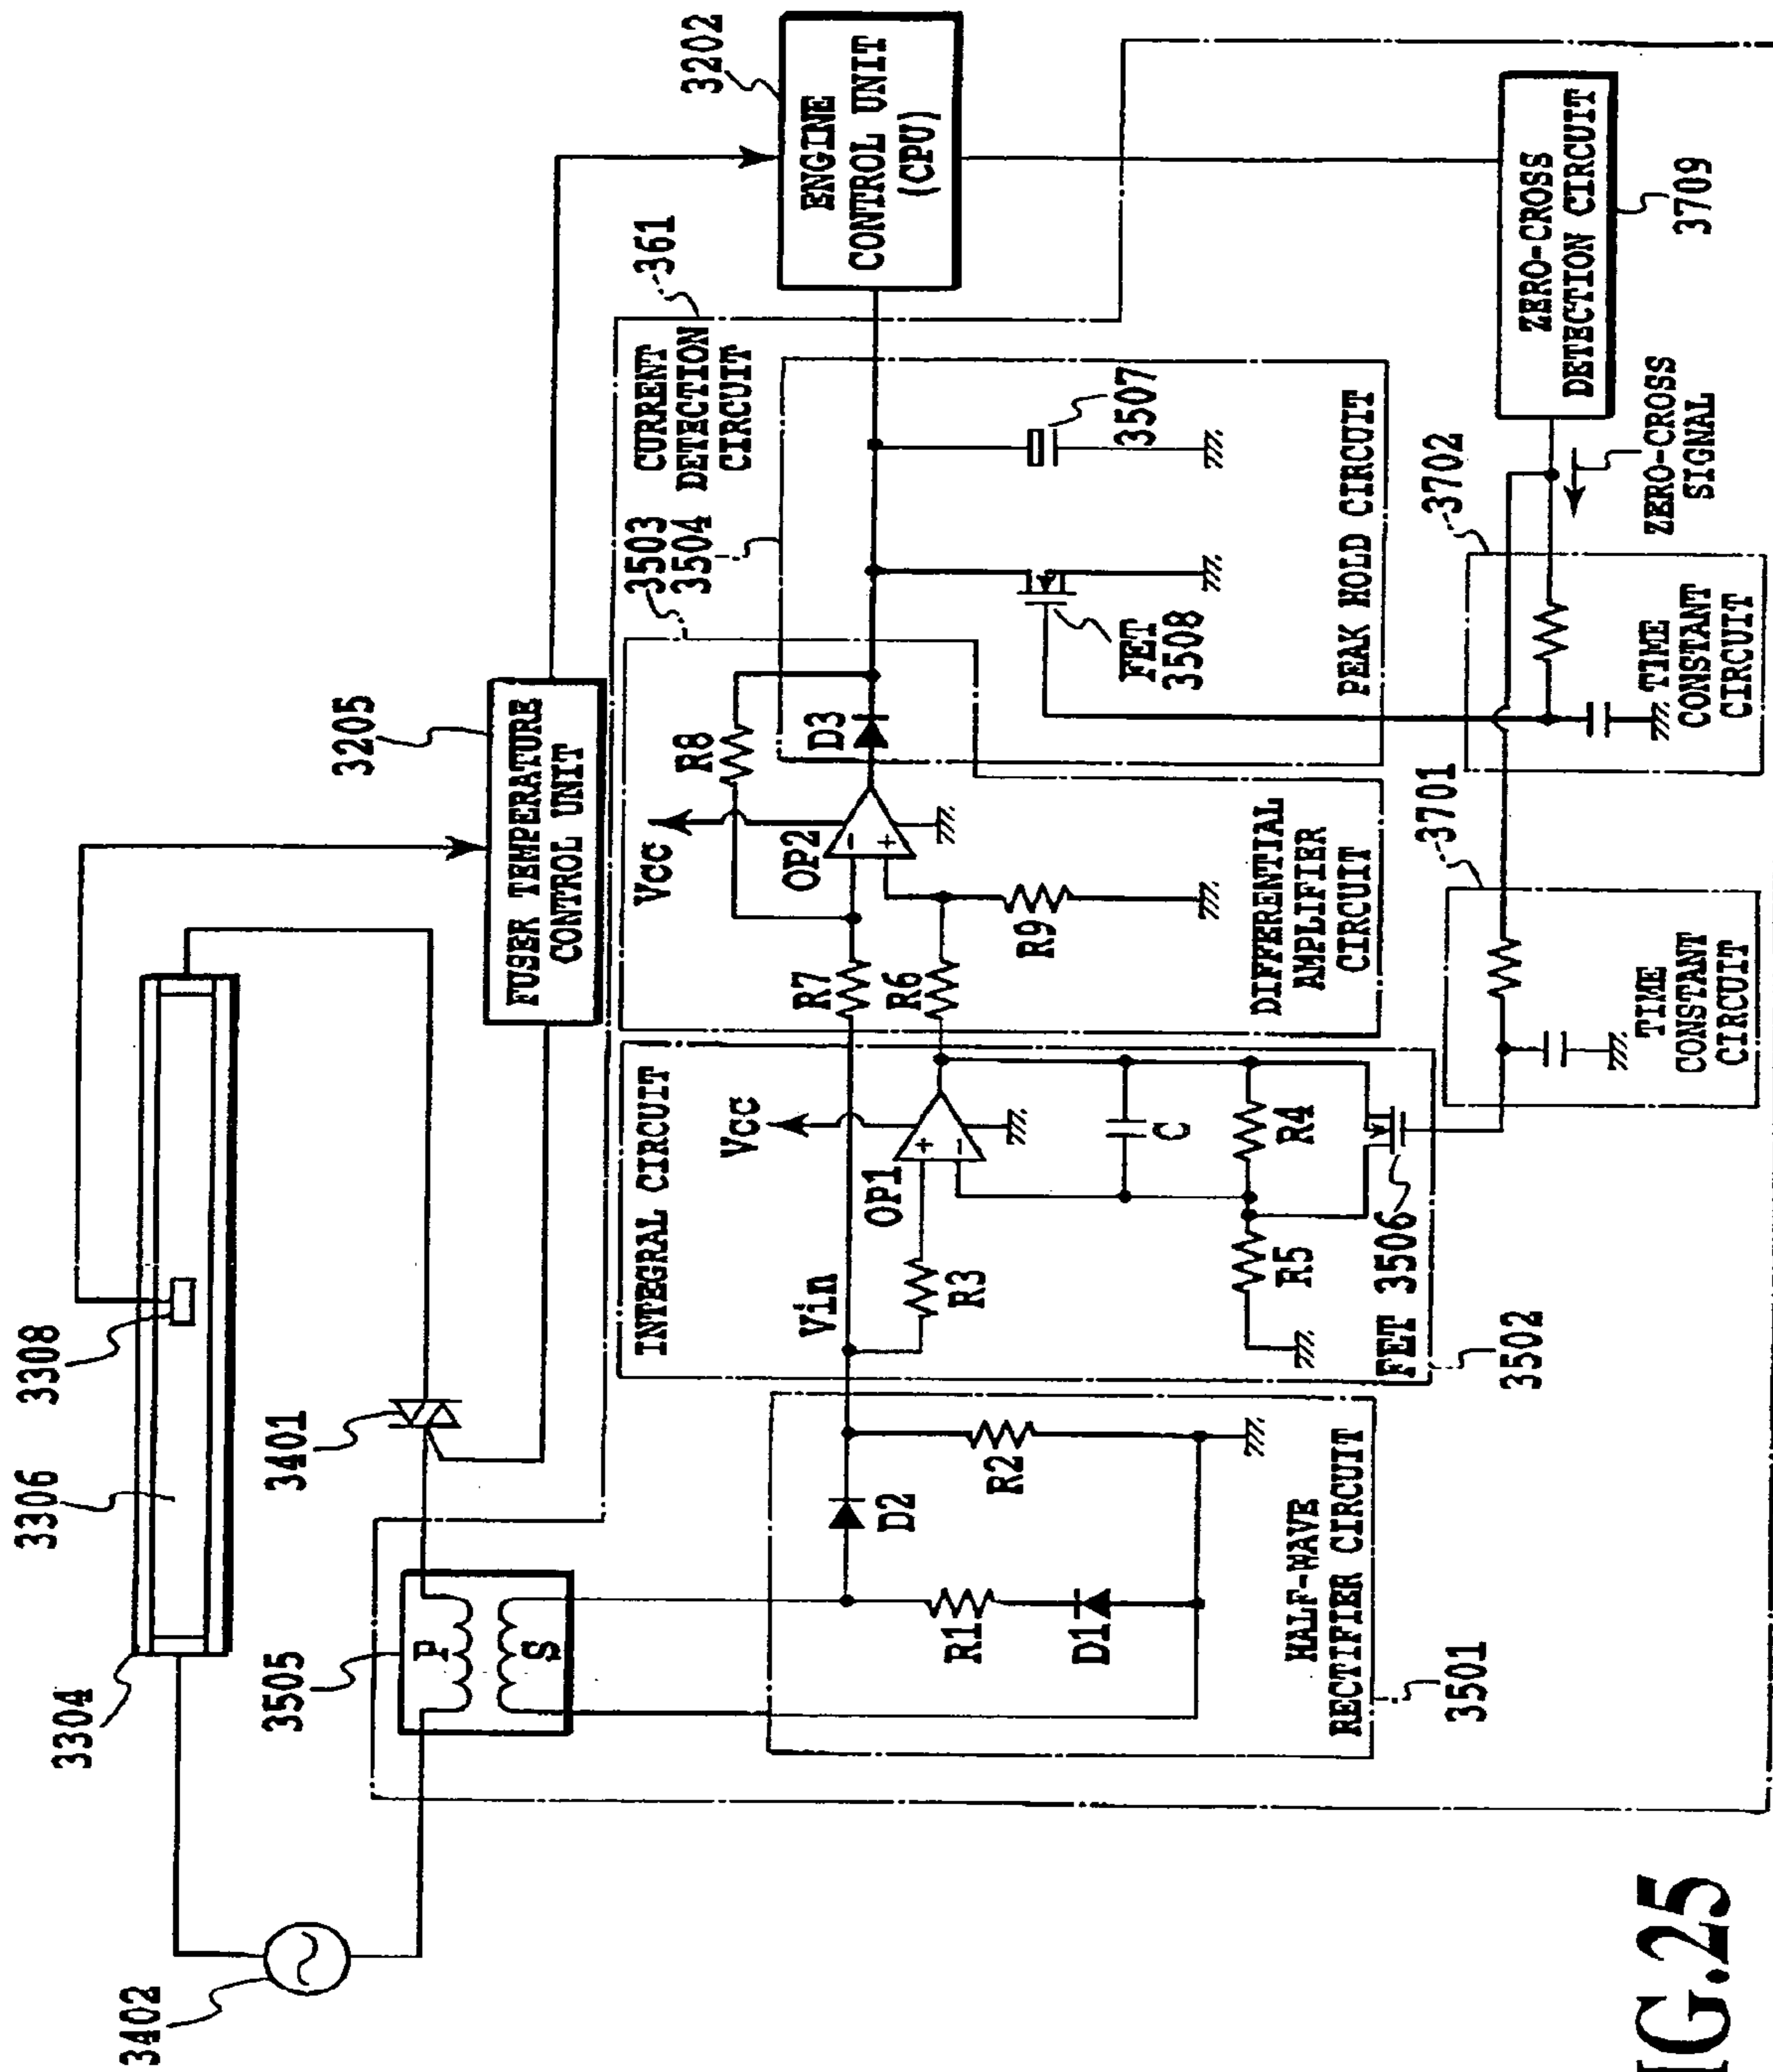 3402
3304
3306
3308
3505
P
S
3401
3205
FUSER TEMPERATURE
CONTROL UNIT
3202
ENGINE
CONTROL UNIT
(CPU)
361
CURRENT
DETECTION
CIRCUIT
3503
3504
INTEGRAL CIRCUIT
Vin
Vcc
OP1
+
-
R3
C
R4
R5
FET 3506
3502
D2
R2
R1
D1
HALF-WAVE
RECTIFIER CIRCUIT
3501
Vcc
R8
OP2
-
+
D3
R7
R6
R9
DIFFERENTIAL
AMPLIFIER
CIRCUIT
FET
3508
3507
PEAK HOLD CIRCUIT
3701
TIME
CONSTANT
CIRCUIT
3702
TIME
CONSTANT
CIRCUIT
ZERO-CROSS
SIGNAL
ZERO-CROSS
DETECTION CIRCUIT
3709
IG.25